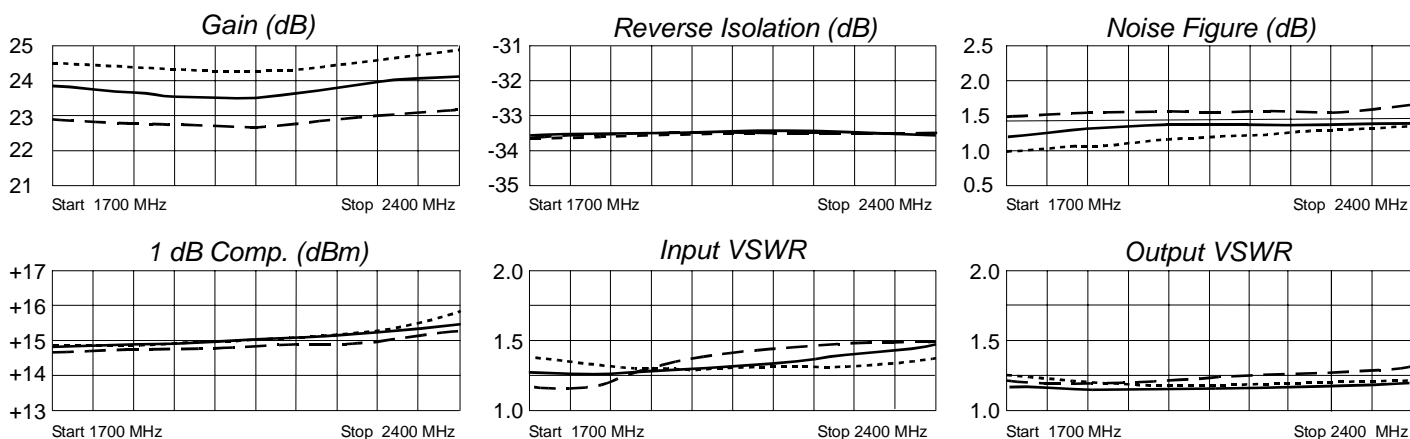 Gain (dB)
25
24
23
22
21
Start 1700 MHz
Stop 2400 MHz
Reverse Isolation (dB)
-31
-32
-33
-34
-35
Start 1700 MHz
Stop 2400 MHz
Noise Figure (dB)
2.5
2.0
1.5
1.0
0.5
Start 1700 MHz
Stop 2400 MHz
1 dB Comp. (dBm)
+17
+16
+15
+14
+13
Start 1700 MHz
Stop 2400 MHz
Input VSWR
2.0
1.5
1.0
Start 1700 MHz
Stop 2400 MHz
Output VSWR
2.0
1.5
1.0
Start 1700 MHz
Stop 2400 MHz